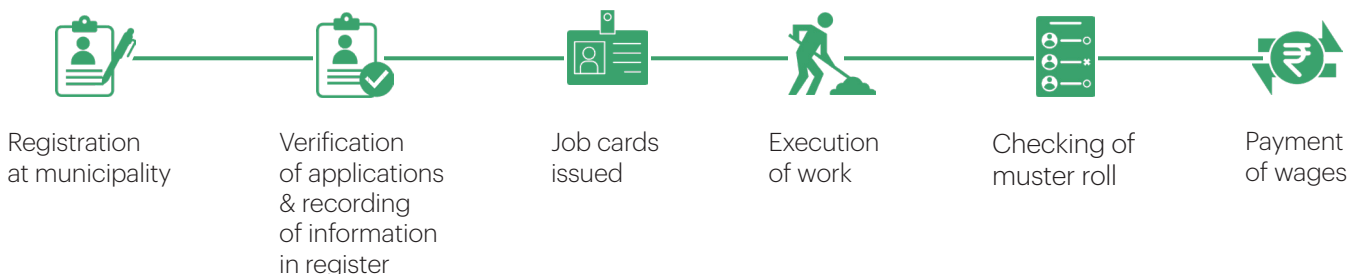 Registration
at municipality
Verification
of applications
& recording
of information
in register
Job cards
issued
Execution
of work
Checking of
muster roll
Payment
of wages